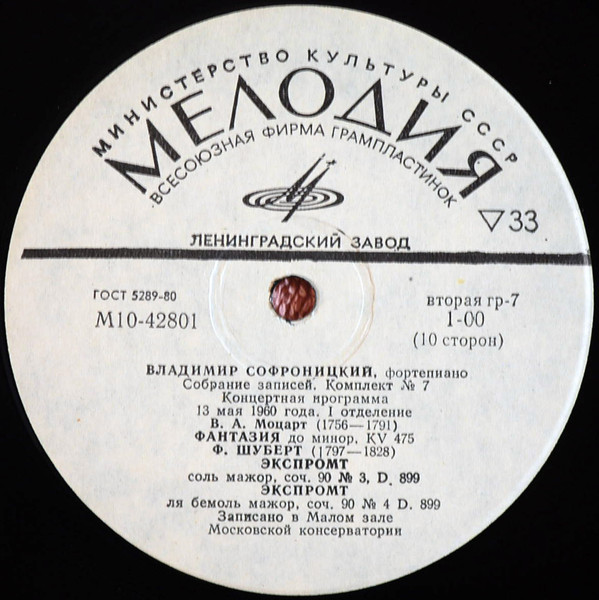 МИНИСТЕРСТВО КУЛЬТУРЫ СССР
МЕЛОДИЯ
ВСЕСОЮЗНАЯ ФИРМА ГРАМПЛАСТИНОК
▽33
ЛЕНИНГРАДСКИЙ ЗАВОД
ГОСТ 5289-80
М10-42801
вторая гр-7
1-00
(10 сторон)
ВЛАДИМИР СОФРОНИЦКИЙ, фортепиано
Собрание записей. Комплект № 7
Концертная программа
13 мая 1960 года. I отделение
В. А. Моцарт (1756—1791)
ФАНТАЗИЯ до минор, KV 475
Ф. ШУБЕРТ (1797—1828)
ЭКСПРОМТ
соль мажор, соч. 90 № 3, D. 899
ЭКСПРОМТ
ля бемоль мажор, соч. 90 № 4 D. 899
Записано в Малом зале
Московской консерватории